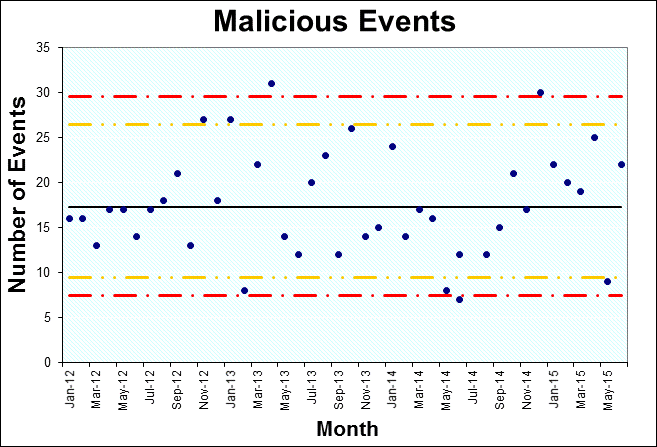 Malicious Events
Number of Events
35
30
25
20
15
10
5
0
Jan-12
Mar-12
May-12
Jul-12
Sep-12
Nov-12
Jan-13
Mar-13
May-13
Jul-13
Sep-13
Nov-13
Jan-14
Mar-14
May-14
Jul-14
Sep-14
Nov-14
Jan-15
Mar-15
May-15
Month